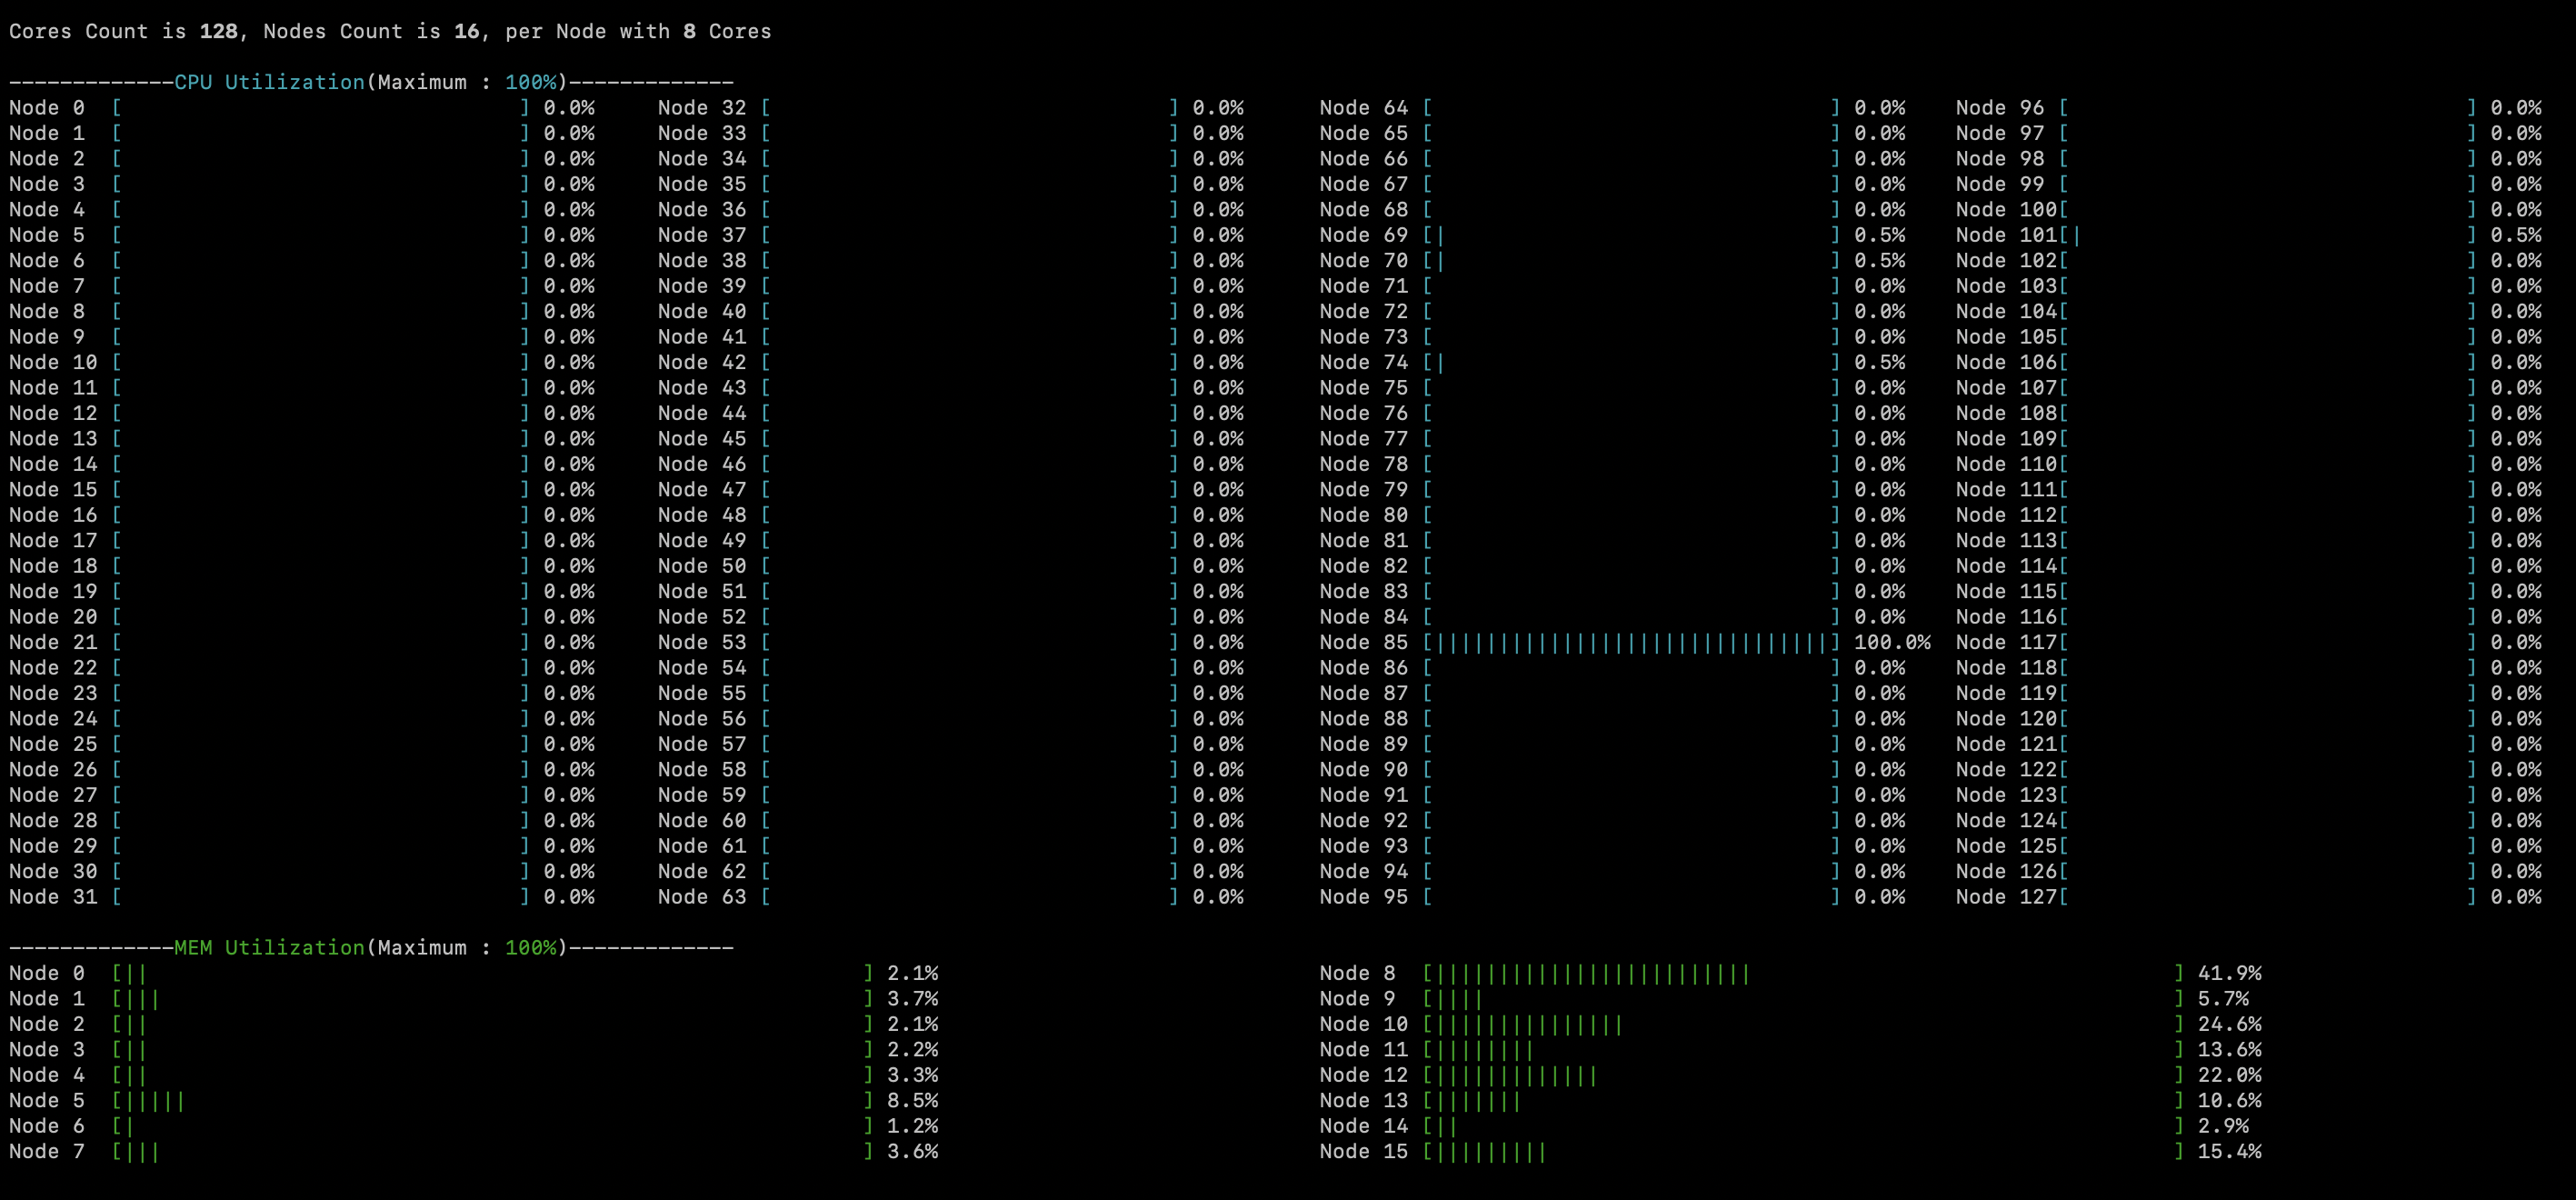 Cores Count is 128, Nodes Count is 16, per Node with 8 Cores
-------------CPU Utilization(Maximum : 100%)-------------
Node 0  [ ] 0.0% Node 32 [ ] 0.0% Node 64 [ ] 0.0% Node 96 [ ] 0.0%
Node 1  [ ] 0.0% Node 33 [ ] 0.0% Node 65 [ ] 0.0% Node 97 [ ] 0.0%
Node 2  [ ] 0.0% Node 34 [ ] 0.0% Node 66 [ ] 0.0% Node 98 [ ] 0.0%
Node 3  [ ] 0.0% Node 35 [ ] 0.0% Node 67 [ ] 0.0% Node 99 [ ] 0.0%
Node 4  [ ] 0.0% Node 36 [ ] 0.0% Node 68 [ ] 0.0% Node 100[ ] 0.0%
Node 5  [ ] 0.0% Node 37 [ ] 0.0% Node 69 [| ] 0.5% Node 101[| ] 0.5%
Node 6  [ ] 0.0% Node 38 [ ] 0.0% Node 70 [| ] 0.5% Node 102[ ] 0.0%
Node 7  [ ] 0.0% Node 39 [ ] 0.0% Node 71 [ ] 0.0% Node 103[ ] 0.0%
Node 8  [ ] 0.0% Node 40 [ ] 0.0% Node 72 [ ] 0.0% Node 104[ ] 0.0%
Node 9  [ ] 0.0% Node 41 [ ] 0.0% Node 73 [ ] 0.0% Node 105[ ] 0.0%
Node 10 [ ] 0.0% Node 42 [ ] 0.0% Node 74 [| ] 0.5% Node 106[ ] 0.0%
Node 11 [ ] 0.0% Node 43 [ ] 0.0% Node 75 [ ] 0.0% Node 107[ ] 0.0%
Node 12 [ ] 0.0% Node 44 [ ] 0.0% Node 76 [ ] 0.0% Node 108[ ] 0.0%
Node 13 [ ] 0.0% Node 45 [ ] 0.0% Node 77 [ ] 0.0% Node 109[ ] 0.0%
Node 14 [ ] 0.0% Node 46 [ ] 0.0% Node 78 [ ] 0.0% Node 110[ ] 0.0%
Node 15 [ ] 0.0% Node 47 [ ] 0.0% Node 79 [ ] 0.0% Node 111[ ] 0.0%
Node 16 [ ] 0.0% Node 48 [ ] 0.0% Node 80 [ ] 0.0% Node 112[ ] 0.0%
Node 17 [ ] 0.0% Node 49 [ ] 0.0% Node 81 [ ] 0.0% Node 113[ ] 0.0%
Node 18 [ ] 0.0% Node 50 [ ] 0.0% Node 82 [ ] 0.0% Node 114[ ] 0.0%
Node 19 [ ] 0.0% Node 51 [ ] 0.0% Node 83 [ ] 0.0% Node 115[ ] 0.0%
Node 20 [ ] 0.0% Node 52 [ ] 0.0% Node 84 [ ] 0.0% Node 116[ ] 0.0%
Node 21 [ ] 0.0% Node 53 [ ] 0.0% Node 85 [|||||||||||||||||||||||||||||||] 100.0% Node 117[ ] 0.0%
Node 22 [ ] 0.0% Node 54 [ ] 0.0% Node 86 [ ] 0.0% Node 118[ ] 0.0%
Node 23 [ ] 0.0% Node 55 [ ] 0.0% Node 87 [ ] 0.0% Node 119[ ] 0.0%
Node 24 [ ] 0.0% Node 56 [ ] 0.0% Node 88 [ ] 0.0% Node 120[ ] 0.0%
Node 25 [ ] 0.0% Node 57 [ ] 0.0% Node 89 [ ] 0.0% Node 121[ ] 0.0%
Node 26 [ ] 0.0% Node 58 [ ] 0.0% Node 90 [ ] 0.0% Node 122[ ] 0.0%
Node 27 [ ] 0.0% Node 59 [ ] 0.0% Node 91 [ ] 0.0% Node 123[ ] 0.0%
Node 28 [ ] 0.0% Node 60 [ ] 0.0% Node 92 [ ] 0.0% Node 124[ ] 0.0%
Node 29 [ ] 0.0% Node 61 [ ] 0.0% Node 93 [ ] 0.0% Node 125[ ] 0.0%
Node 30 [ ] 0.0% Node 62 [ ] 0.0% Node 94 [ ] 0.0% Node 126[ ] 0.0%
Node 31 [ ] 0.0% Node 63 [ ] 0.0% Node 95 [ ] 0.0% Node 127[ ] 0.0%
-------------MEM Utilization(Maximum : 100%)-------------
Node 0  [|| ] 2.1% Node 8  [||||||||||||||||||||||||| ] 41.9%
Node 1  [||| ] 3.7% Node 9  [|||| ] 5.7%
Node 2  [|| ] 2.1% Node 10 [||||||||||||||| ] 24.6%
Node 3  [|| ] 2.2% Node 11 [|||||||| ] 13.6%
Node 4  [|| ] 3.3% Node 12 [||||||||||||| ] 22.0%
Node 5  [||||| ] 8.5% Node 13 [||||||| ] 10.6%
Node 6  [| ] 1.2% Node 14 [|| ] 2.9%
Node 7  [||| ] 3.6% Node 15 [||||||||| ] 15.4%